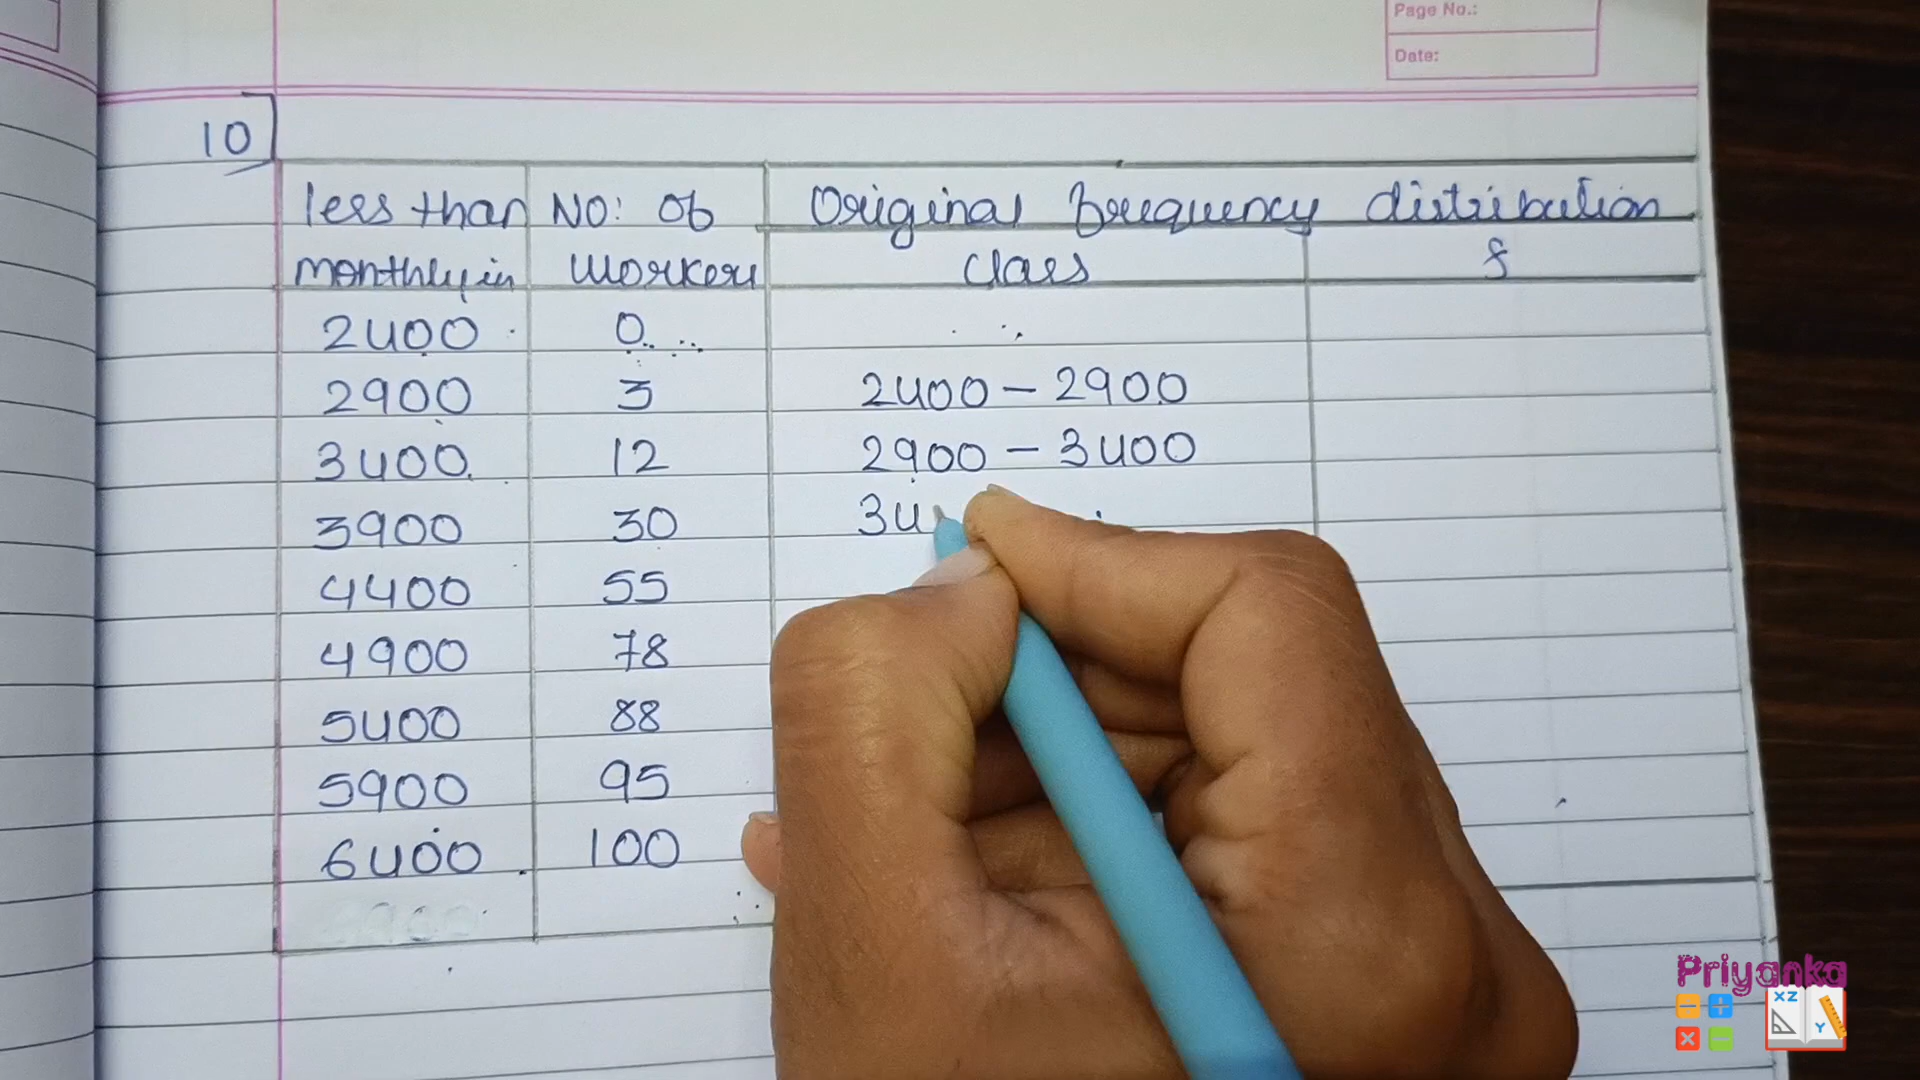 Page No.:
Date:
10
less than No: of Original frequency distribution
monthly in workers class f
2400 0
2900 3 2400 – 2900
3400 12 2900 – 3400
3900 30 34
4400 55
4900 78
5400 88
5900 95
6400 100
Priyanka
XZ
Y